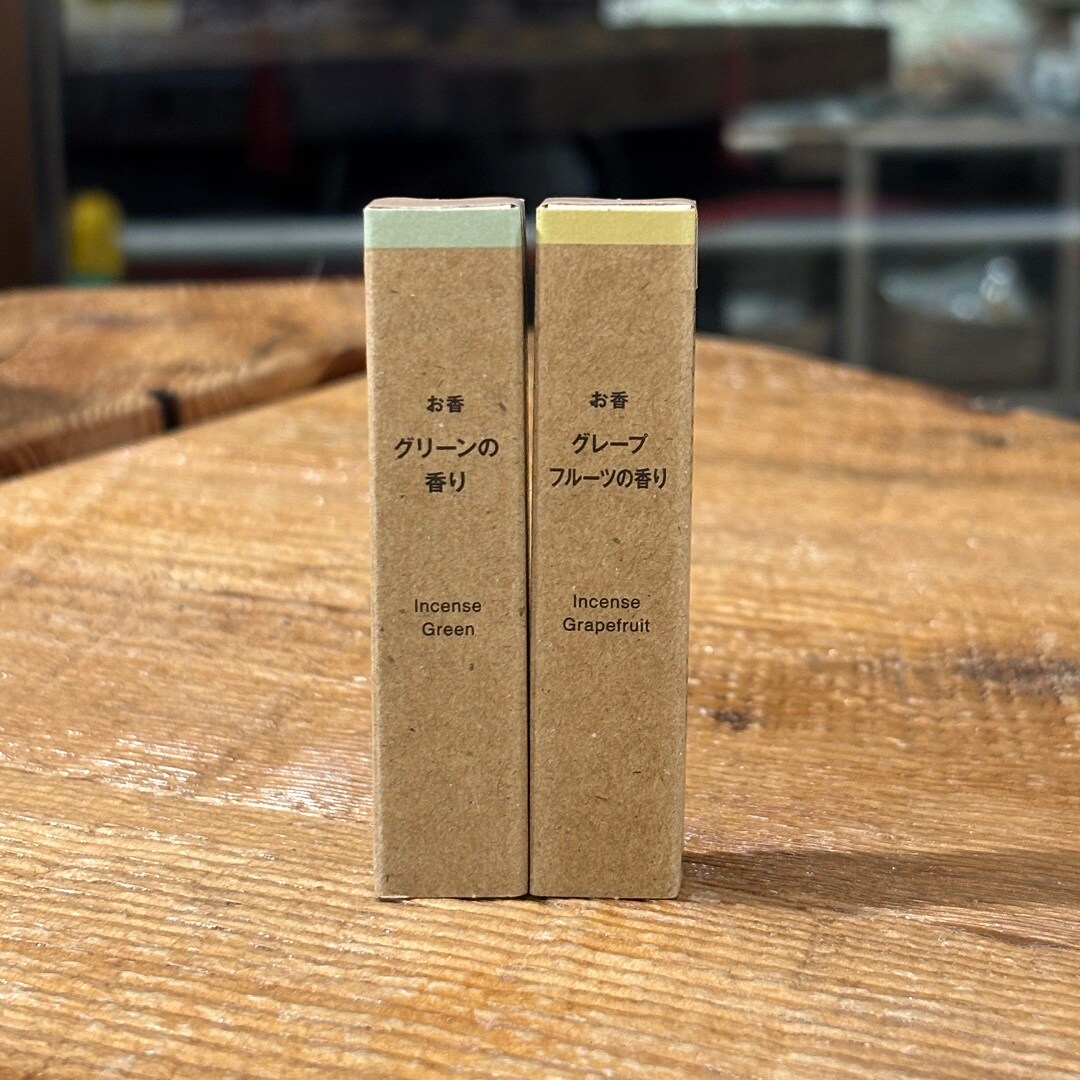 お香
グリーンの
香り
Incense
Green
お香
グレープ
フルーツの香り
Incense
Grapefruit